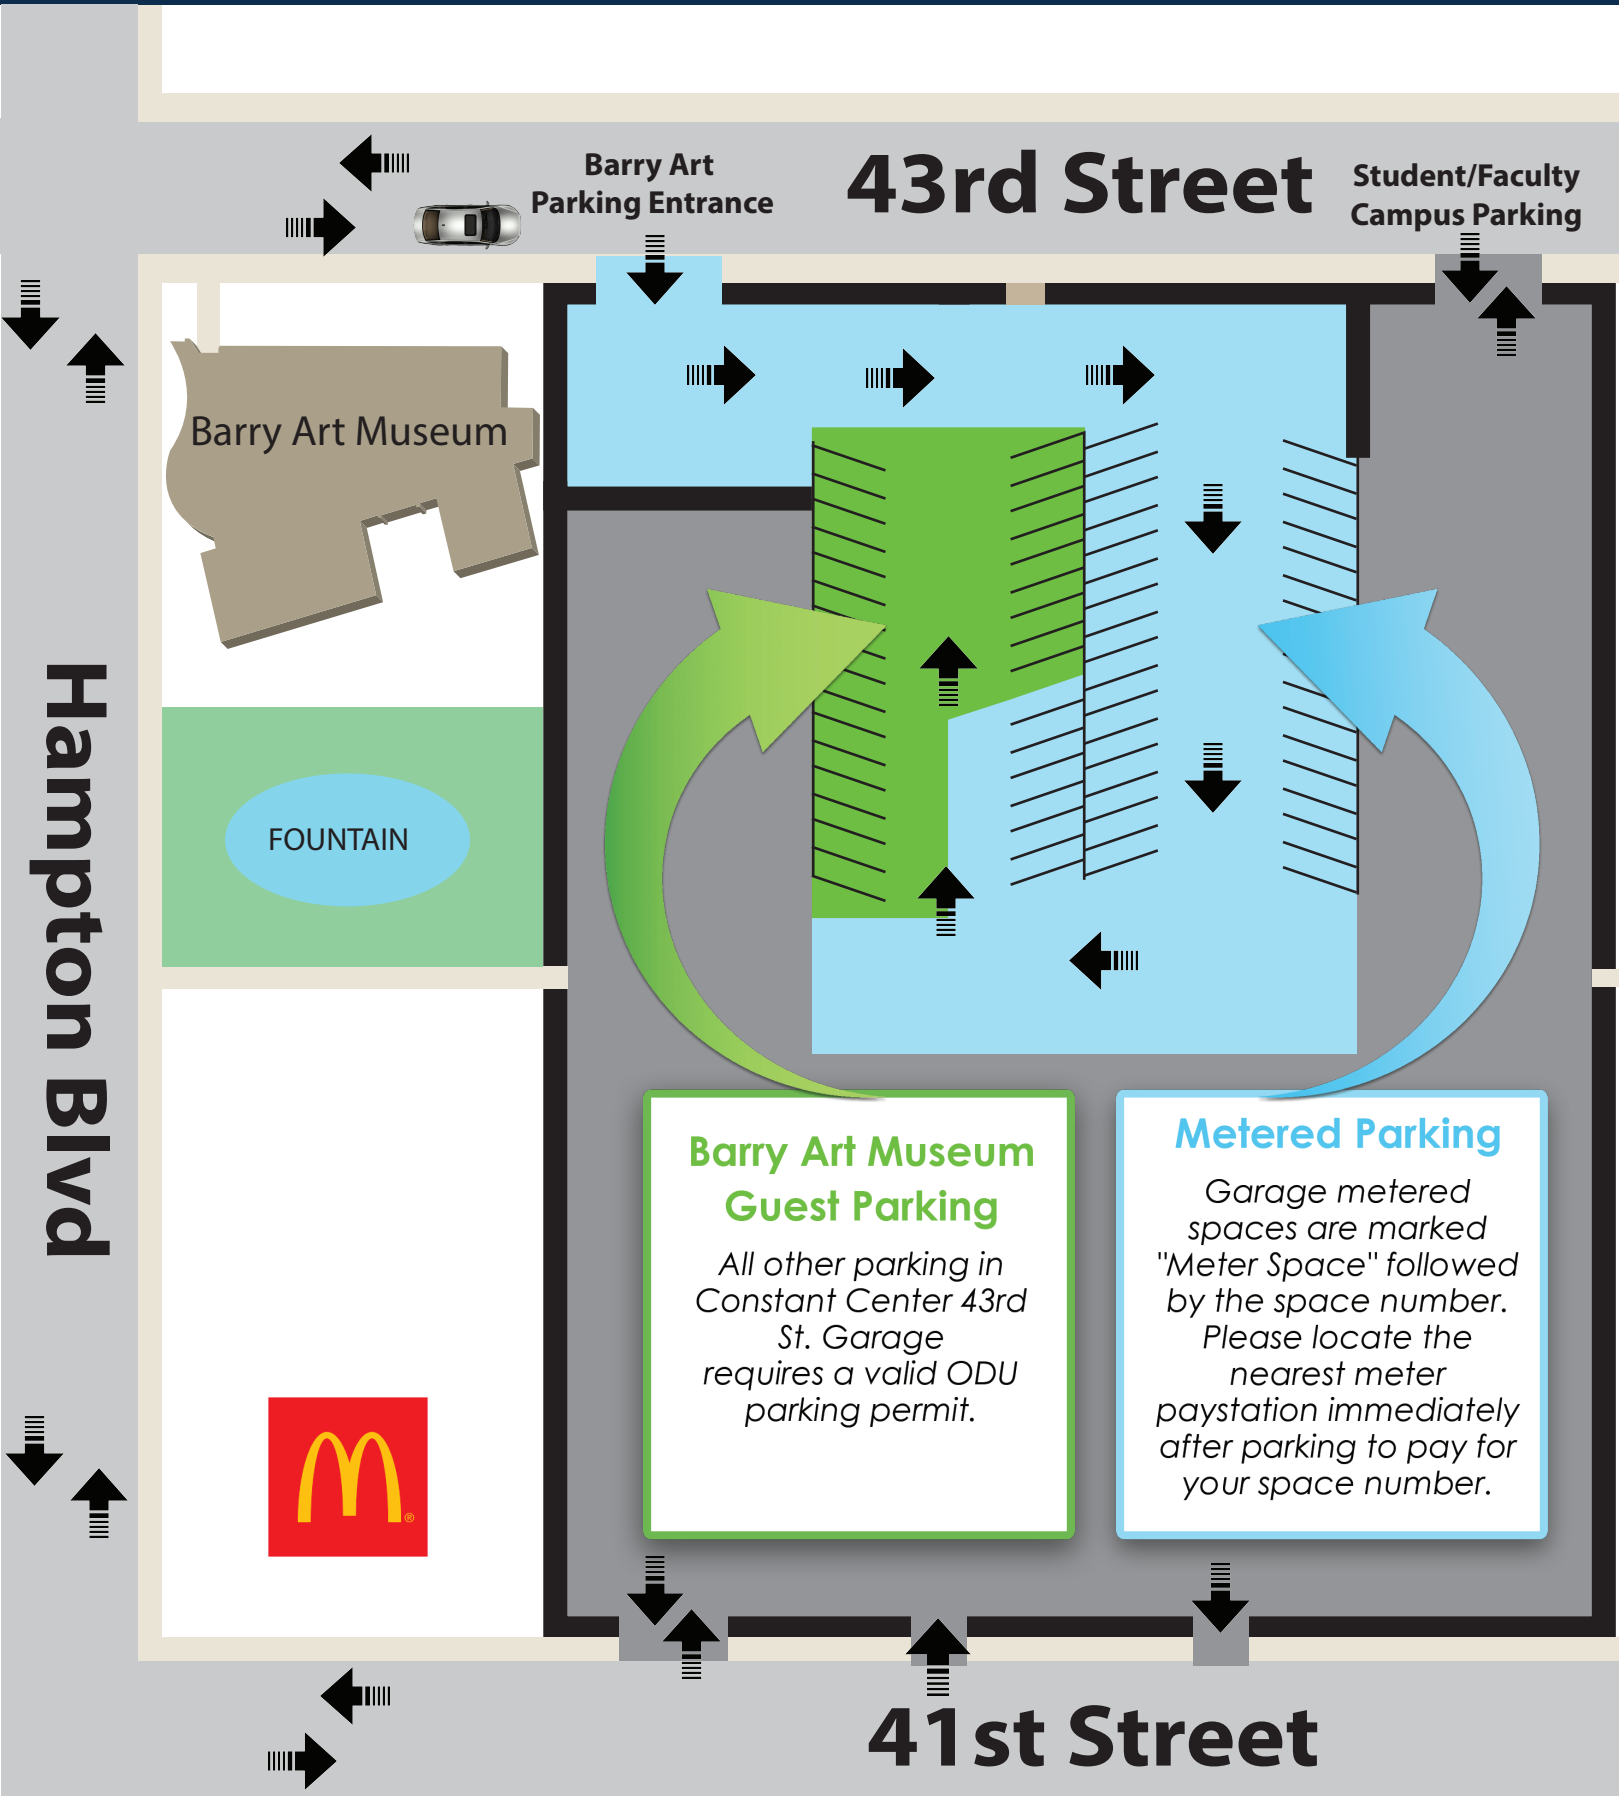 Barry Art
Parking Entrance
43rd Street
Student/Faculty
Campus Parking
Barry Art Museum
FOUNTAIN
Hampton Blvd
Barry Art Museum
Guest Parking
All other parking in
Constant Center 43rd
St. Garage
requires a valid ODU
parking permit.
Metered Parking
Garage metered
spaces are marked
"Meter Space" followed
by the space number.
Please locate the
nearest meter
paystation immediately
after parking to pay for
your space number.
M
®
41st Street